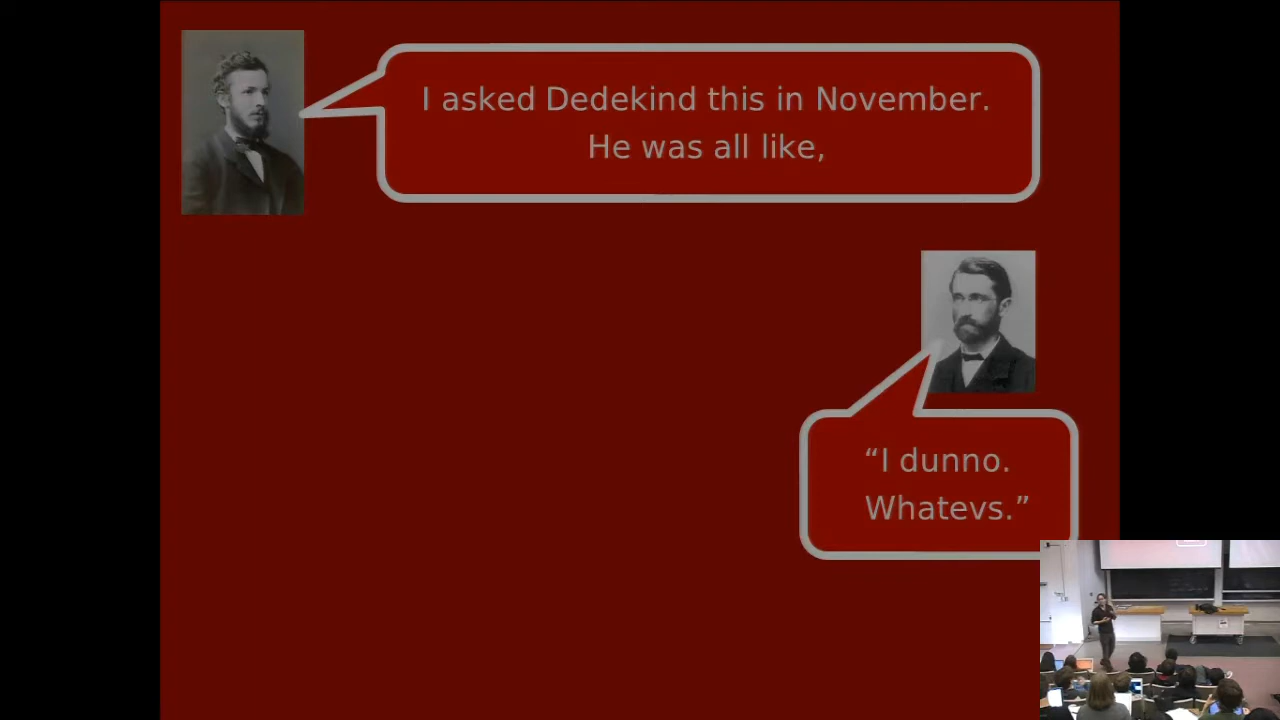 I asked Dedekind this in November.
He was all like,
“I dunno.
Whatevs.”